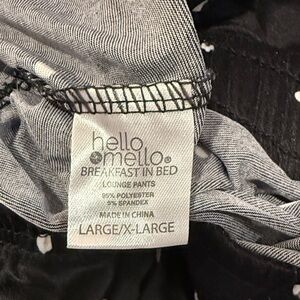 hello
mello®
BREAKFAST IN BED
LOUNGE PANTS
95% POLYESTER
5% SPANDEX
MADE IN CHINA
LARGE/X-LARGE